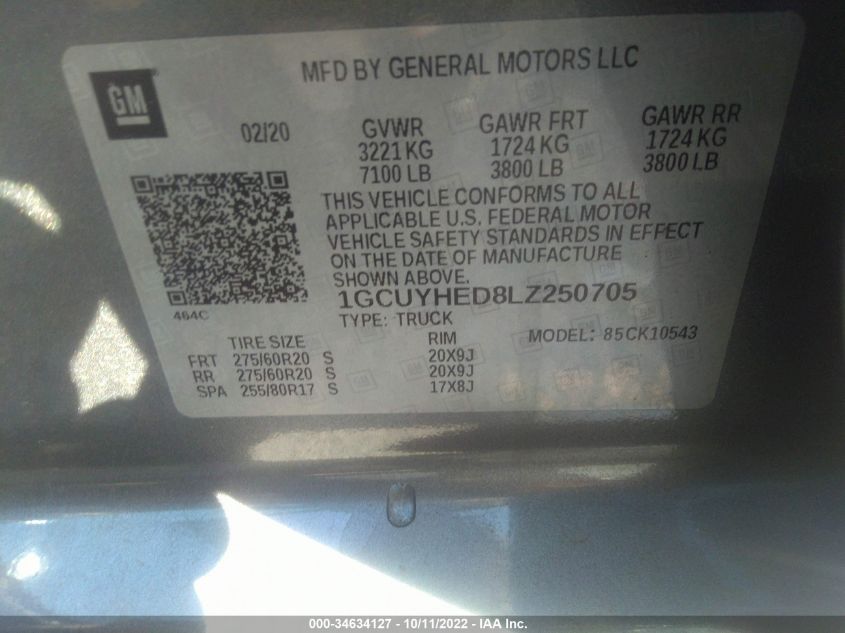 MFD BY GENERAL MOTORS LLC
GM
02/20
GVWR GAWR FRT GAWR RR
3221 KG 1724 KG 1724 KG
7100 LB 3800 LB 3800 LB
THIS VEHICLE CONFORMS TO ALL
APPLICABLE U.S. FEDERAL MOTOR
VEHICLE SAFETY STANDARDS IN EFFECT
ON THE DATE OF MANUFACTURE
SHOWN ABOVE.
464C
1GCUYHED8LZ250705
TYPE: TRUCK MODEL: 85CK10543
TIRE SIZE RIM
FRT 275/60R20 S 20X9J
RR 275/60R20 S 20X9J
SPA 255/80R17 S 17X8J
000-34634127 - 10/11/2022 - IAA Inc.